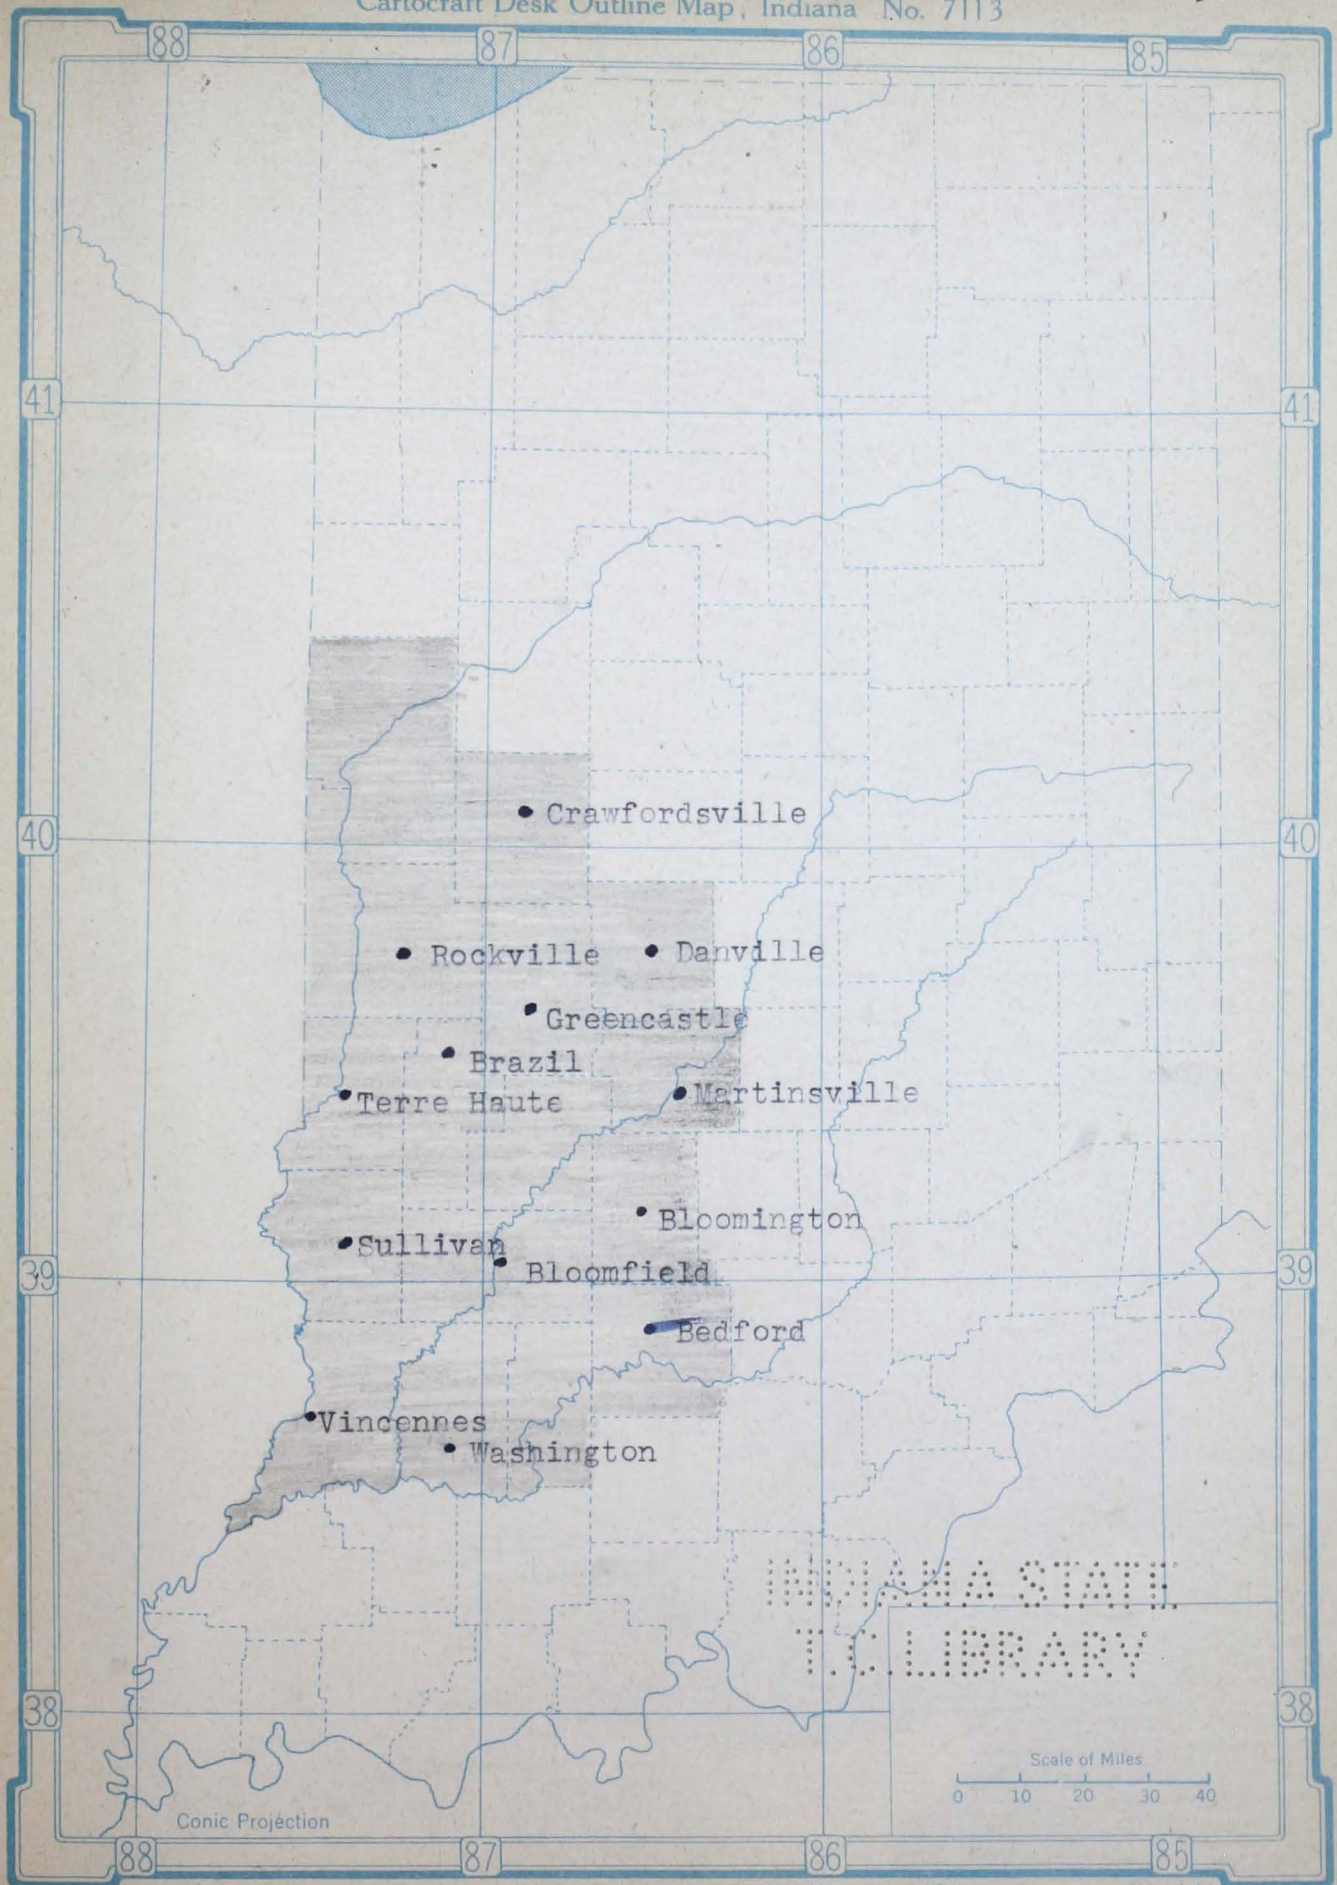 Cartocraft Desk Outline Map, Indiana No. 7113
88 87 86 85
41 41
Crawfordsville
40 40
Rockville
Danville
Greencastle
Brazil
Martinsville
Terre Haute
Bloomington
Sullivan
Bloomfield
39 39
Bedford
Vincennes
Washington
INDIANA STATE
T.C. LIBRARY
38 38
Scale of Miles
0 10 20 30 40
Conic Projection
88 87 86 85